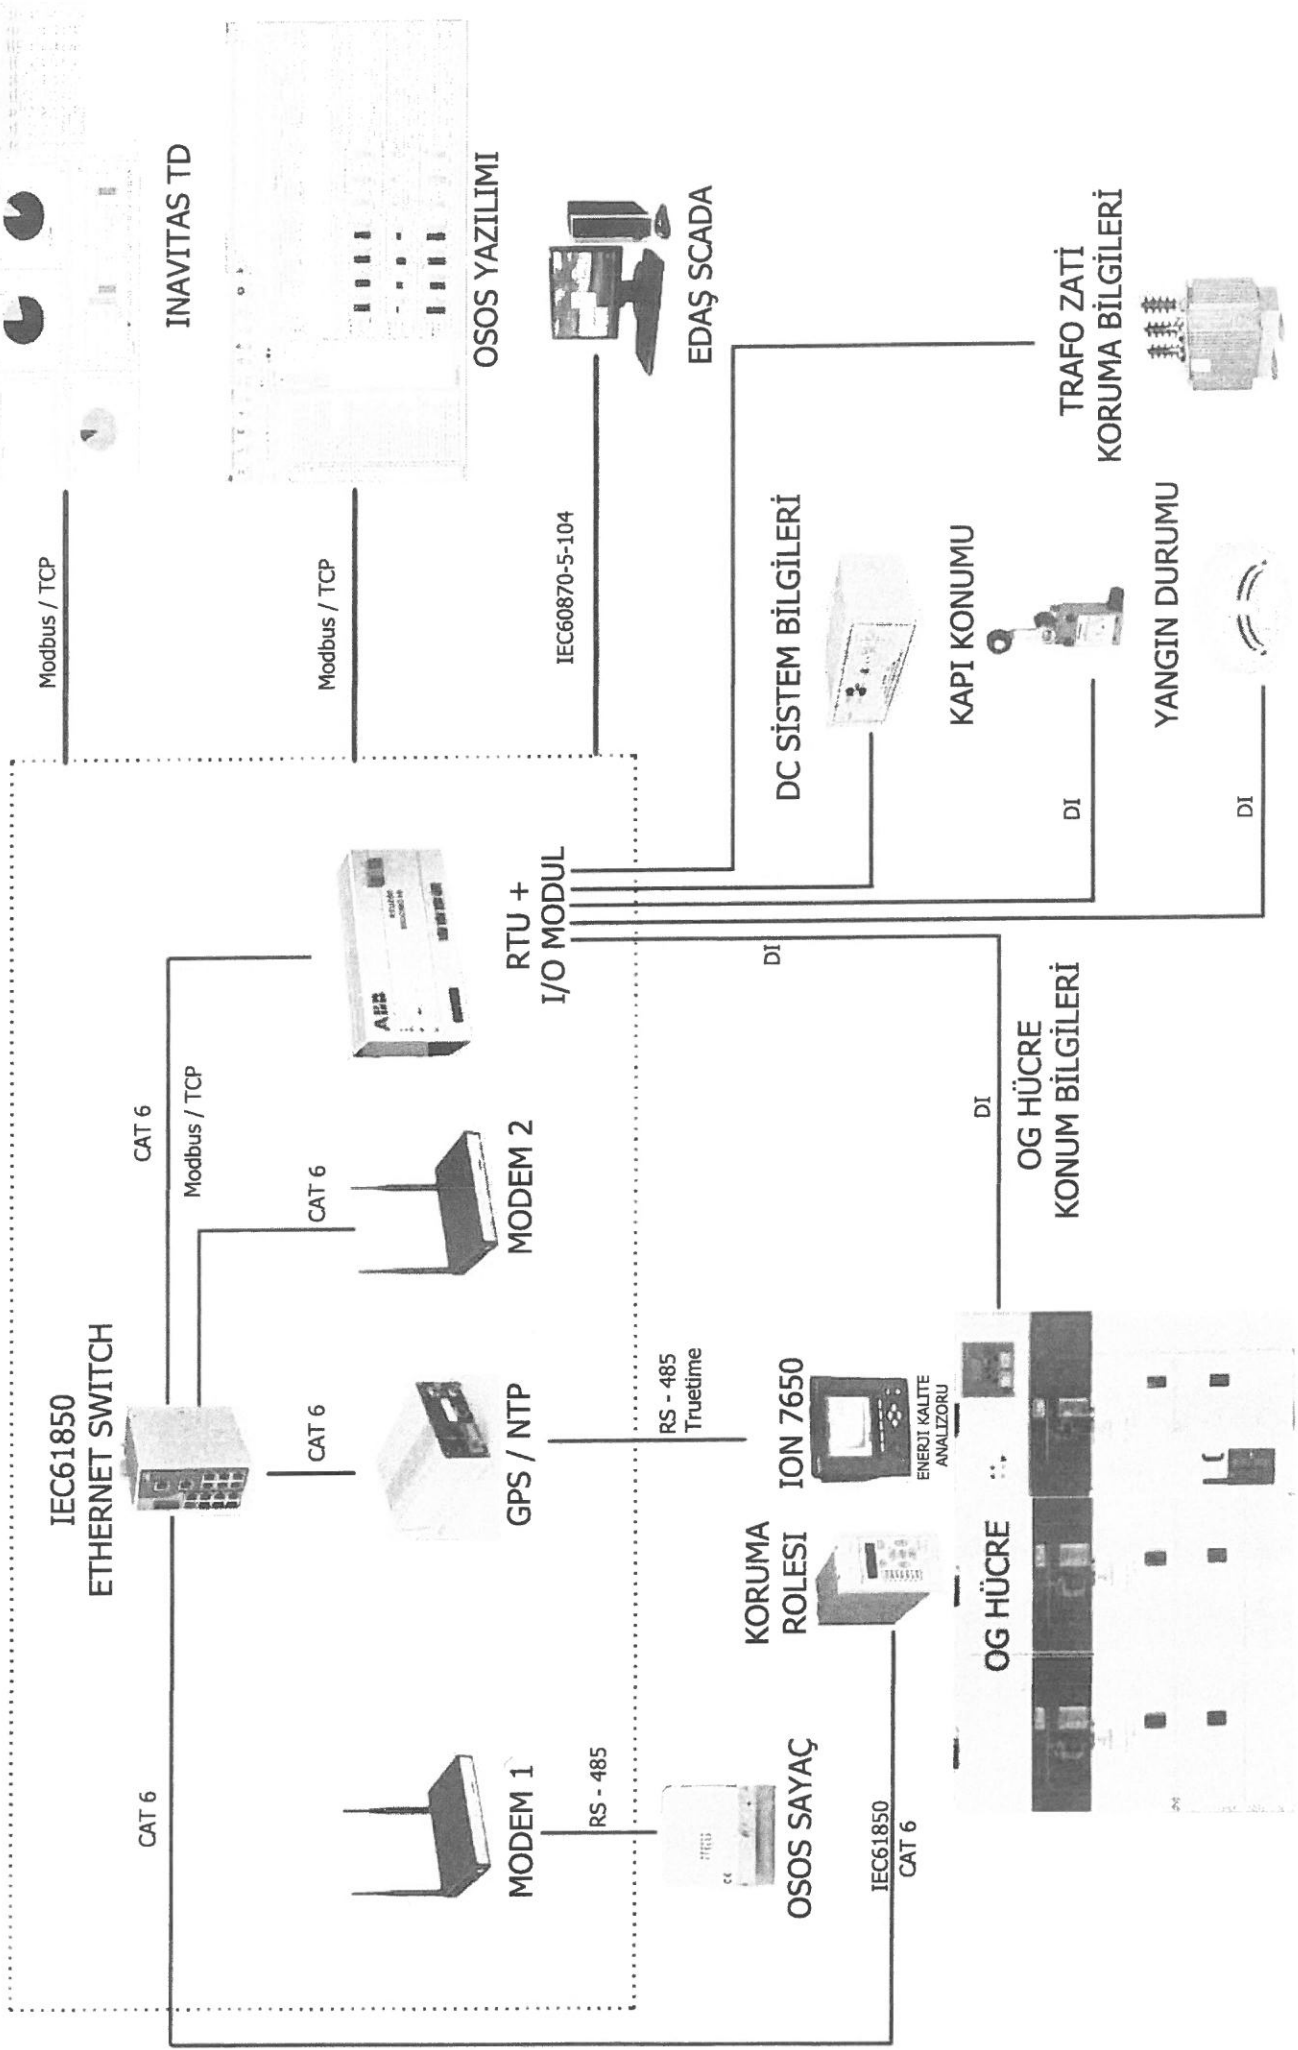 IEC61850
ETHERNET SWITCH
CAT 6
CAT 6
Modbus / TCP
CAT 6
CAT 6
MODEM 1
GPS / NTP
MODEM 2
ABB
RTU +
I/O MODUL
Modbus / TCP
INAVITAS TD
Modbus / TCP
OSOS YAZILIMI
IEC60870-5-104
EDAŞ SCADA
RS - 485
OSOS SAYAÇ
IEC61850
CAT 6
KORUMA
ROLESI
RS - 485
Truetime
ION 7650
ENERJI KALITE
ANALIZORU
OG HÜCRE
DI
DI
OG HÜCRE
KONUM BİLGİLERİ
DC SİSTEM BİLGİLERİ
KAPI KONUMU
DI
YANGIN DURUMU
DI
TRAFO ZATİ
KORUMA BİLGİLERİ